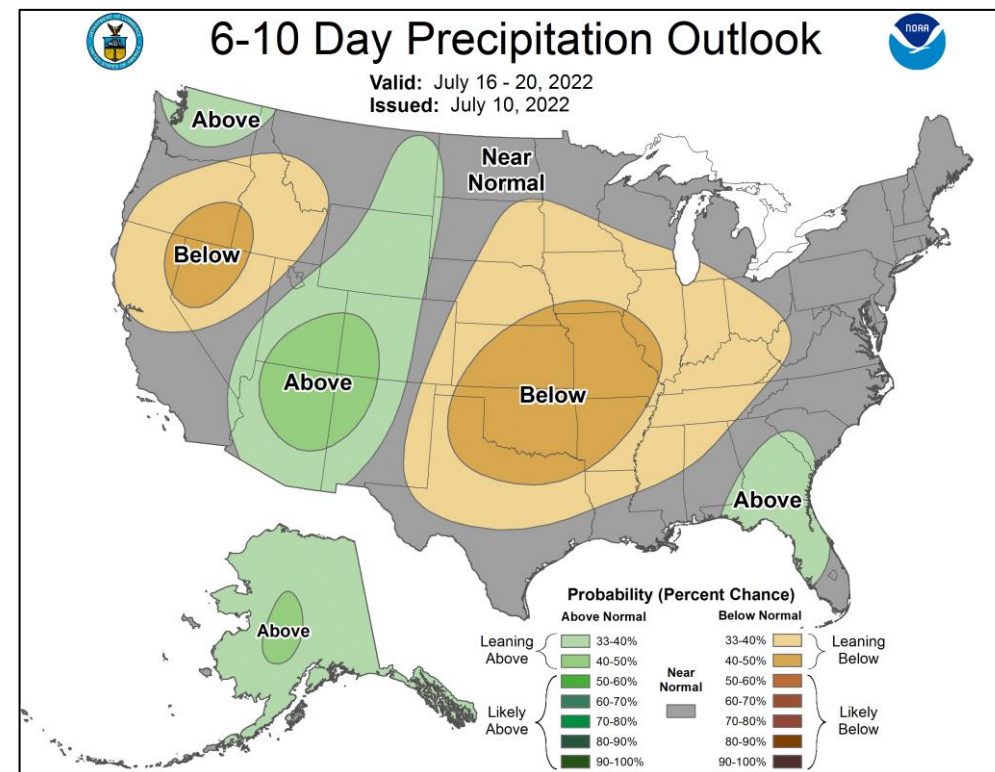 6-10 Day Precipitation Outlook
NOAA
Valid: July 16 - 20, 2022
Issued: July 10, 2022
Above
Near
Normal
Below
Above
Below
Above
Above
Probability (Percent Chance)
Above Normal
Below Normal
Leaning
Above
33-40%
40-50%
Likely
Above
50-60%
60-70%
70-80%
80-90%
90-100%
Near
Normal
33-40%
40-50%
Leaning
Below
50-60%
60-70%
70-80%
80-90%
90-100%
Likely
Below